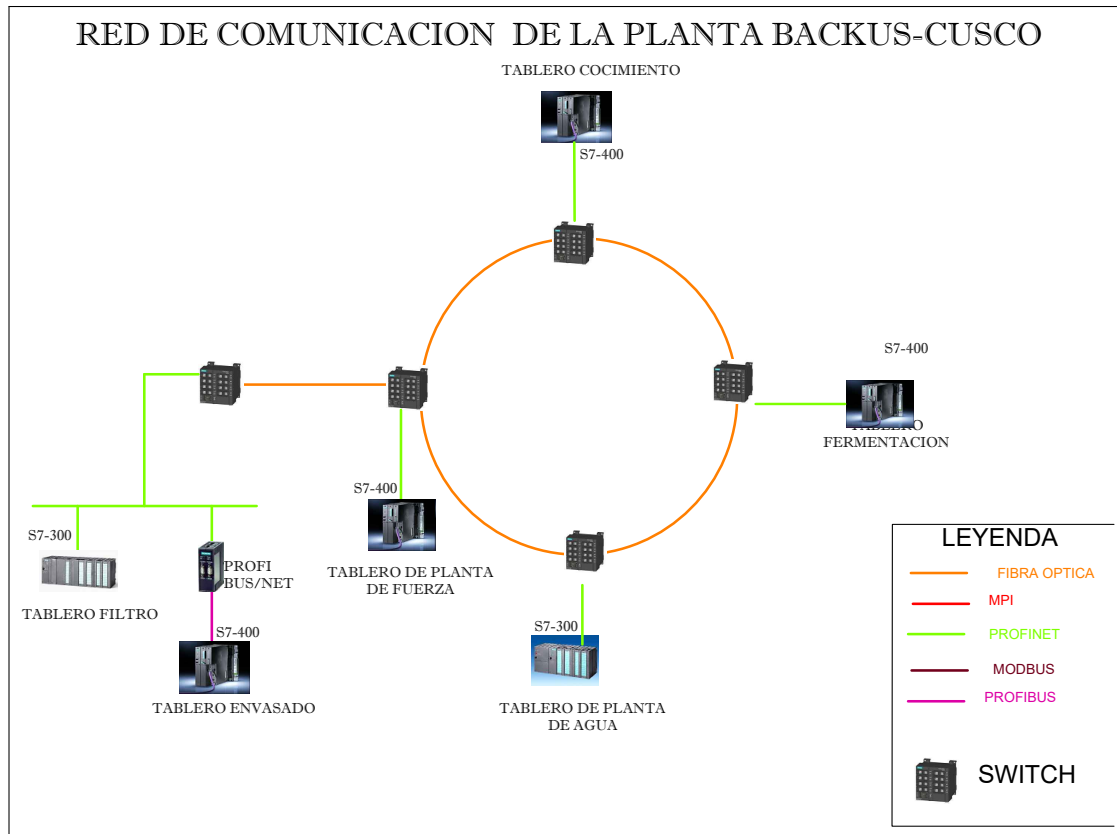 RED DE COMUNICACION DE LA PLANTA BACKUS-CUSCO
TABLERO COCIMIENTO
S7-400
S7-400
TABLERO
FERMENTACION
S7-400
TABLERO DE PLANTA
DE FUERZA
S7-300
TABLERO FILTRO
PROFI
BUS/NET
S7-400
TABLERO ENVASADO
S7-300
TABLERO DE PLANTA
DE AGUA
LEYENDA
FIBRA OPTICA
MPI
PROFINET
MODBUS
PROFIBUS
SWITCH